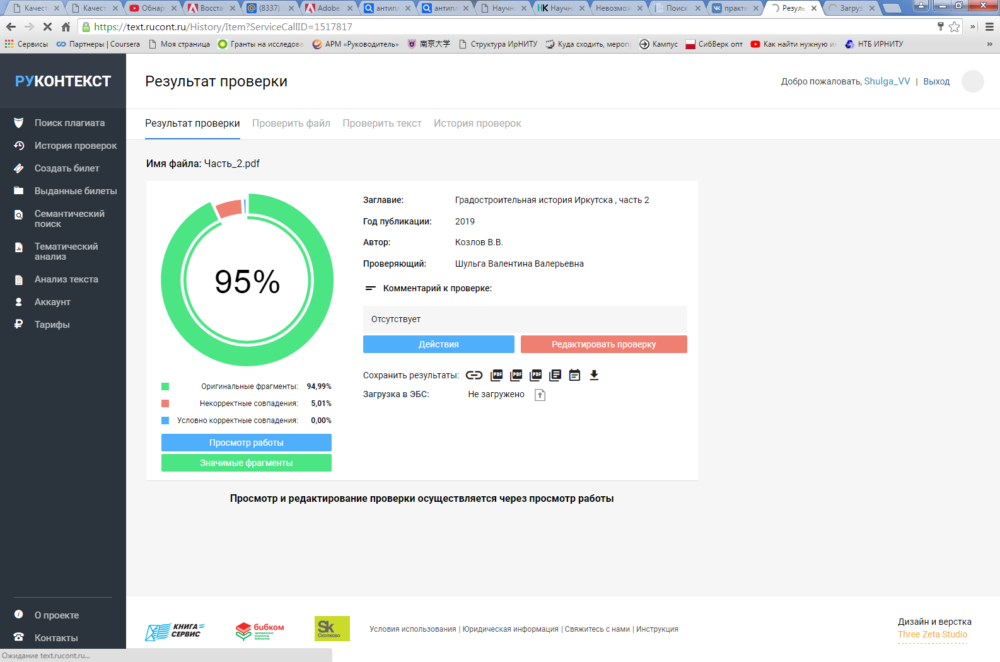 Качест
Качест
Обнар
Восста
(8337)
Adobe
антипл
антипл
Научн
Научн
Невозмож
Поиск
практи
Резуль
Загруз
https://text.rucont.ru/History/Item?ServiceCallID=1517817
Сервисы
Партнеры | Coursera
Моя страница
Гранты на исследова
АРМ «Руководитель»
南京大学
Структура ИрНИТУ
Куда сходить, мероп
Кампус
СибВерк опт
Как найти нужную ин
НТБ ИРНИТУ
РУКОНТЕКСТ
Результат проверки
Добро пожаловать, Shulga_VV | Выход
Поиск плагиата
История проверок
Создать билет
Выданные билеты
Семантический
поиск
Тематический
анализ
Анализ текста
Аккаунт
Тарифы
Результат проверки
Проверить файл
Проверить текст
История проверок
Имя файла: Часть_2.pdf
95%
Оригинальные фрагменты: 94,99%
Некорректные совпадения: 5,01%
Условно корректные совпадения: 0,00%
Просмотр работы
Значимые фрагменты
Заглавие: Градостроительная история Иркутска , часть 2
Год публикации: 2019
Автор: Козлов В.В.
Проверяющий: Шульга Валентина Валерьевна
Комментарий к проверке:
Отсутствует
Действия
Редактировать проверку
Сохранить результаты:
PDF
PDF
PDF
Загрузка в ЭБС: Не загружено
Просмотр и редактирование проверки осуществляется через просмотр работы
О проекте
Контакты
КНИГА
СЕРВИС
бибком
Sk
Сколково
Условия использования | Юридическая информация | Свяжитесь с нами | Инструкция
Дизайн и верстка
Three Zeta Studio
Ожидание text.rucont.ru...